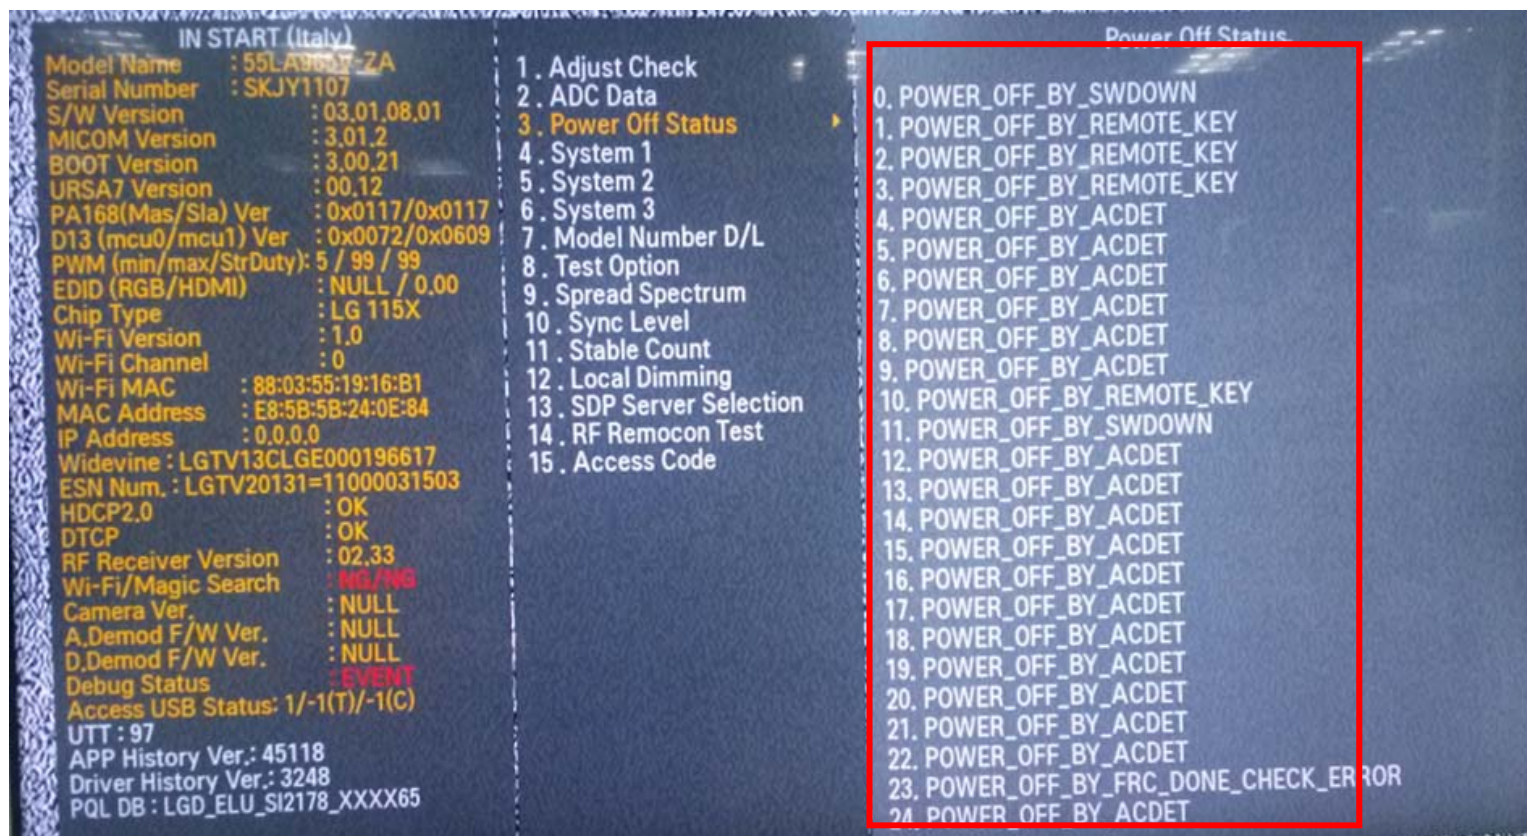 IN START (Italy)
Model Name : 55LA9659-ZA
Serial Number : SKJY1107
S/W Version : 03.01.08.01
MICOM Version : 3.01.2
BOOT Version : 3.00.21
URSA7 Version : 00.12
PA168(Mas/Sla) Ver : 0x0117/0x0117
D13 (mcu0/mcu1) Ver : 0x0072/0x0609
PWM (min/max/StrDuty): 5 / 99 / 99
EDID (RGB/HDMI) : NULL / 0.00
Chip Type : LG 115X
Wi-Fi Version : 1.0
Wi-Fi Channel : 0
Wi-Fi MAC : 88:03:55:19:16:B1
MAC Address : E8:5B:5B:24:0E:84
IP Address : 0.0.0.0
Widevine : LGTV13CLGE000196617
ESN Num. : LGTV20131=11000031503
HDCP2.0 : OK
DTCP : OK
RF Receiver Version : 02.33
Wi-Fi/Magic Search : NG/NG
Camera Ver. : NULL
A.Demod F/W Ver. : NULL
D.Demod F/W Ver. : NULL
Debug Status : EVENT
Access USB Status: 1/-1(T)/-1(C)
UTT : 97
APP History Ver.: 45118
Driver History Ver.: 3248
PQL DB : LGD_ELU_SI2178_XXXX65
1 . Adjust Check
2 . ADC Data
3 . Power Off Status
4 . System 1
5 . System 2
6 . System 3
7 . Model Number D/L
8 . Test Option
9 . Spread Spectrum
10 . Sync Level
11 . Stable Count
12 . Local Dimming
13 . SDP Server Selection
14 . RF Remocon Test
15 . Access Code
Power Off Status
0. POWER_OFF_BY_SWDOWN
1. POWER_OFF_BY_REMOTE_KEY
2. POWER_OFF_BY_REMOTE_KEY
3. POWER_OFF_BY_REMOTE_KEY
4. POWER_OFF_BY_ACDET
5. POWER_OFF_BY_ACDET
6. POWER_OFF_BY_ACDET
7. POWER_OFF_BY_ACDET
8. POWER_OFF_BY_ACDET
9. POWER_OFF_BY_ACDET
10. POWER_OFF_BY_REMOTE_KEY
11. POWER_OFF_BY_SWDOWN
12. POWER_OFF_BY_ACDET
13. POWER_OFF_BY_ACDET
14. POWER_OFF_BY_ACDET
15. POWER_OFF_BY_ACDET
16. POWER_OFF_BY_ACDET
17. POWER_OFF_BY_ACDET
18. POWER_OFF_BY_ACDET
19. POWER_OFF_BY_ACDET
20. POWER_OFF_BY_ACDET
21. POWER_OFF_BY_ACDET
22. POWER_OFF_BY_ACDET
23. POWER_OFF_BY_FRC_DONE_CHECK_ERROR
24. POWER_OFF_BY_ACDET